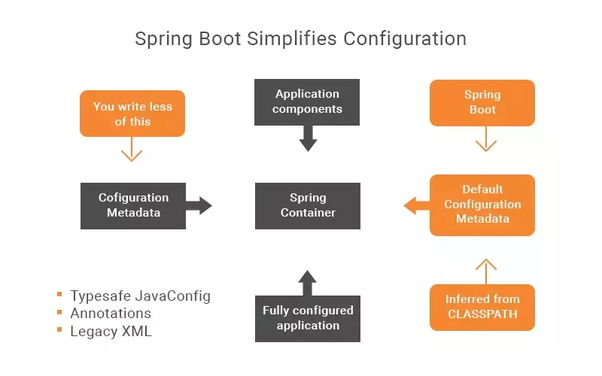 Spring Boot Simplifies Configuration
You write less
of this
Application
components
Spring
Boot
Cofiguration
Metadata
Spring
Container
Default
Configuration
Metadata
Typesafe JavaConfig
Annotations
Legacy XML
Fully configured
application
Inferred from
CLASSPATH